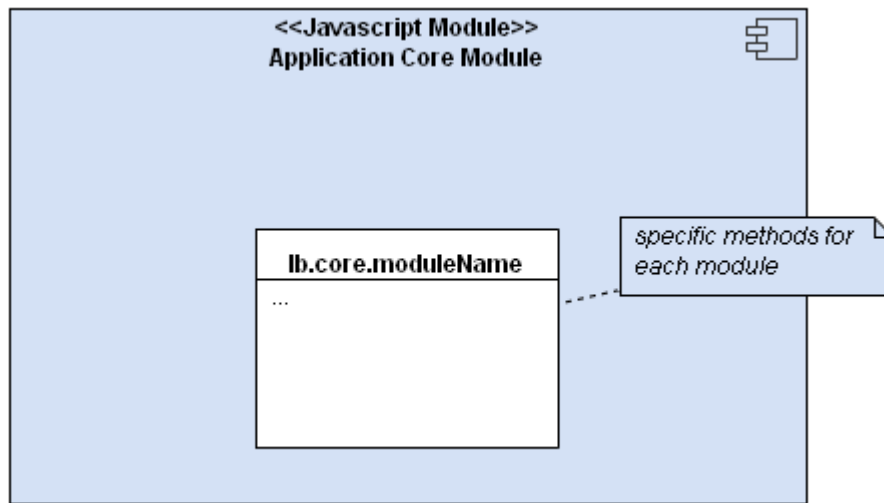 <<Javascript Module>>
Application Core Module
lb.core.moduleName
...
specific methods for
each module